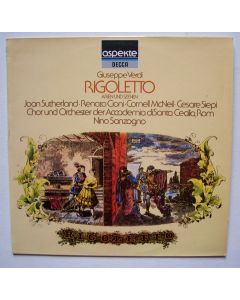 aspekte
DECCA
Giuseppe Verdi
RIGOLETTO
ARIEN UND SZENEN
Joan Sutherland · Renato Cioni · Cornell McNeil · Cesare Siepi
Chor und Orchester der Accademia di Santa Cecilia, Rom
Nino Sanzogno